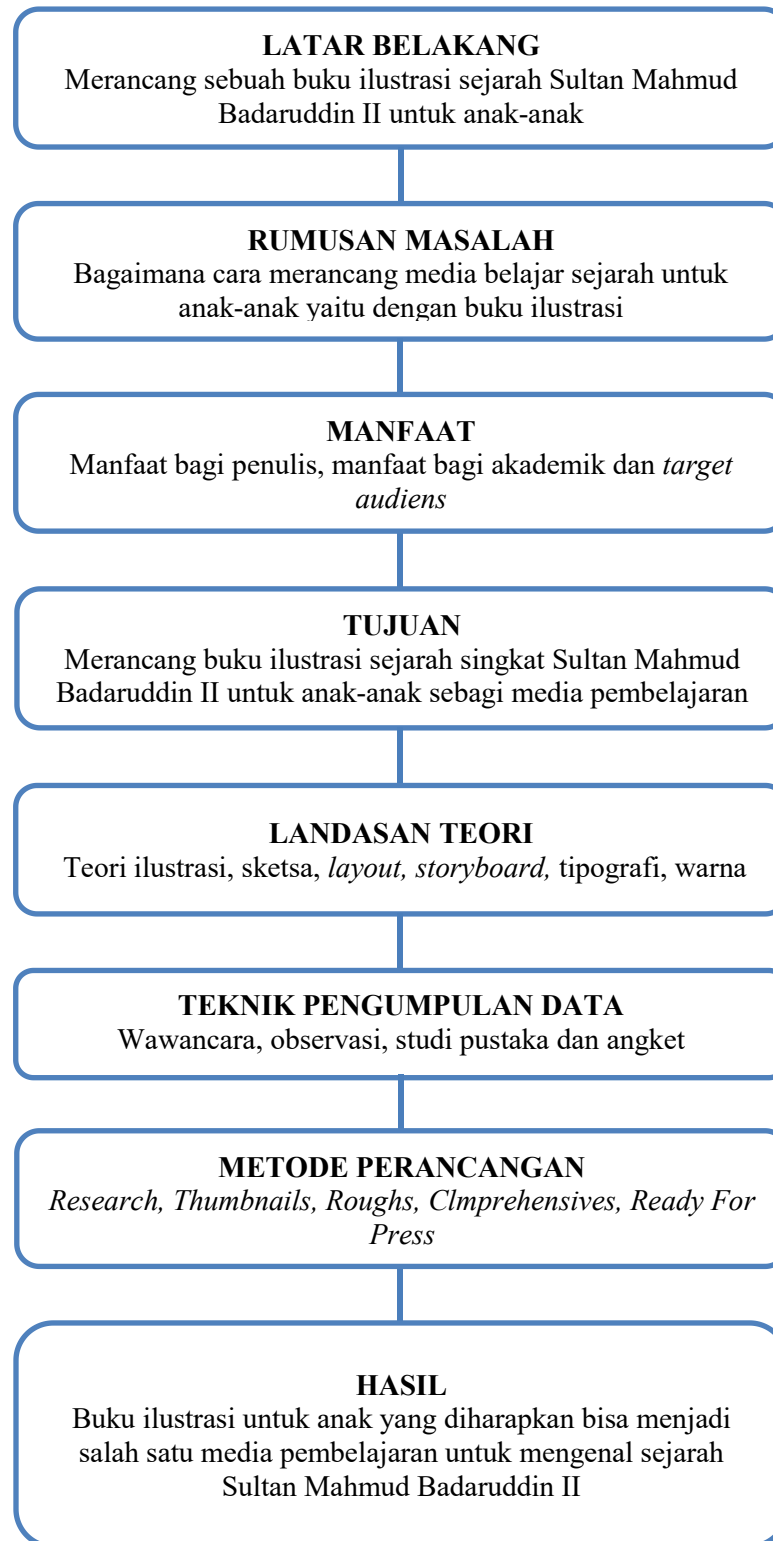 LATAR BELAKANG
Merancang sebuah buku ilustrasi sejarah Sultan Mahmud
Badaruddin II untuk anak-anak
RUMUSAN MASALAH
Bagaimana cara merancang media belajar sejarah untuk
anak-anak yaitu dengan buku ilustrasi
MANFAAT
Manfaat bagi penulis, manfaat bagi akademik dan target
audiens
TUJUAN
Merancang buku ilustrasi sejarah singkat Sultan Mahmud
Badaruddin II untuk anak-anak sebagi media pembelajaran
LANDASAN TEORI
Teori ilustrasi, sketsa, layout, storyboard, tipografi, warna
TEKNIK PENGUMPULAN DATA
Wawancara, observasi, studi pustaka dan angket
METODE PERANCANGAN
Research, Thumbnails, Roughs, Clmprehensives, Ready For
Press
HASIL
Buku ilustrasi untuk anak yang diharapkan bisa menjadi
salah satu media pembelajaran untuk mengenal sejarah
Sultan Mahmud Badaruddin II